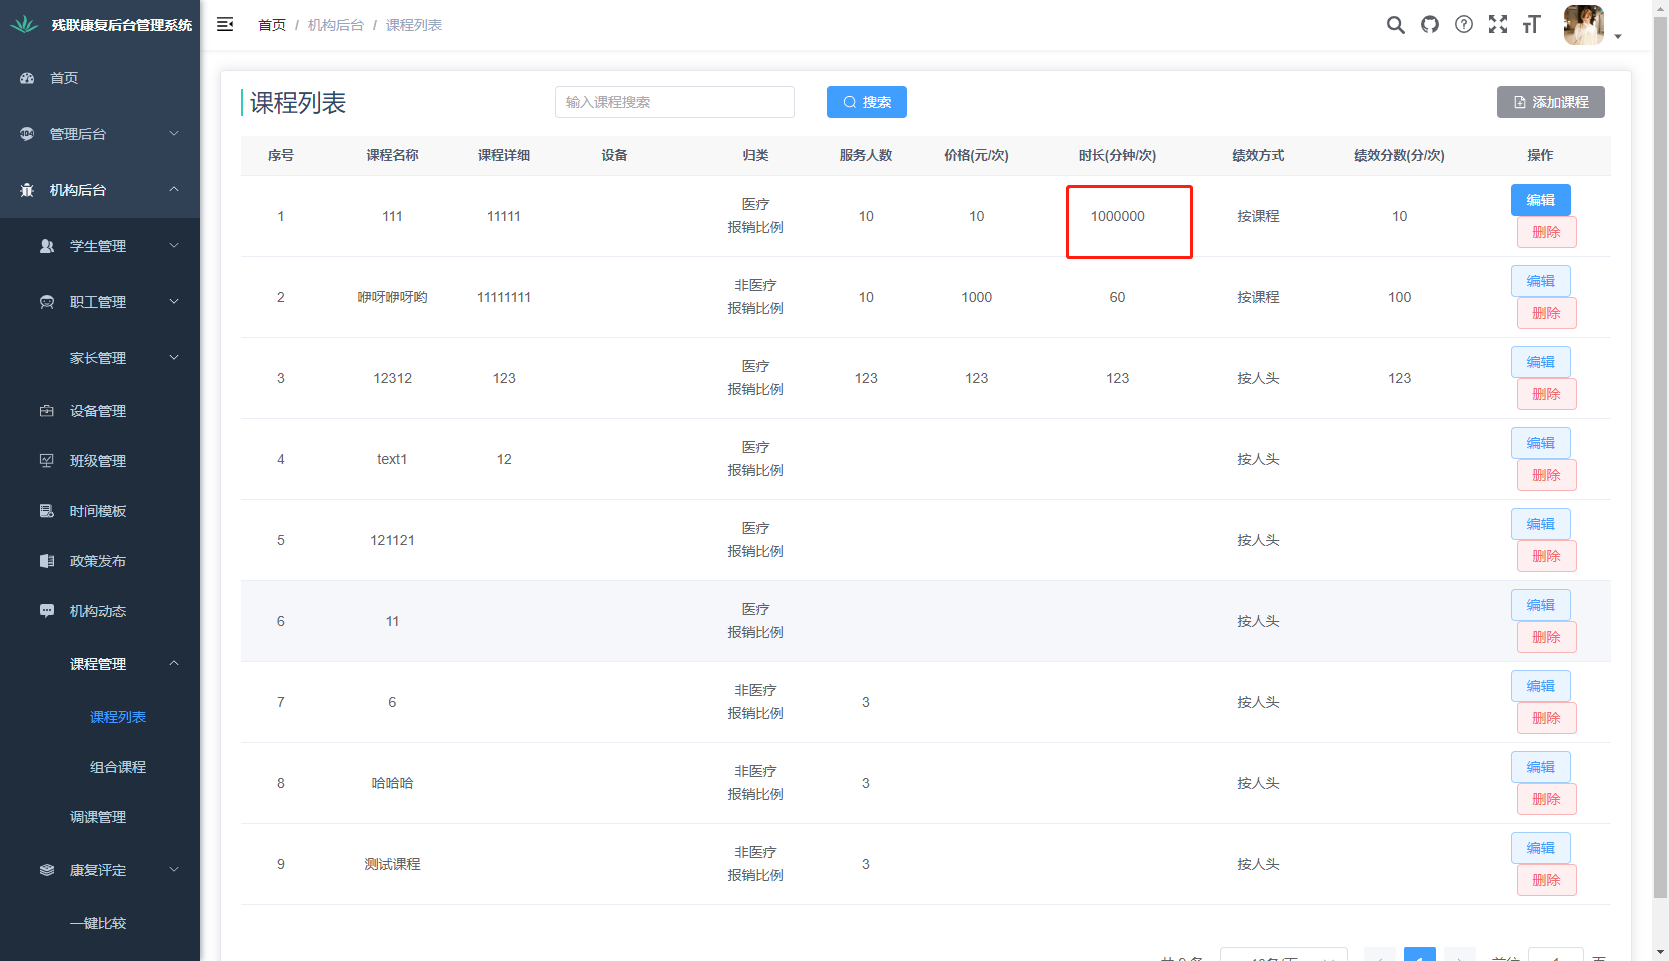 残联康复后台管理系统
首页 / 机构后台 / 课程列表
首页
管理后台
机构后台
学生管理
职工管理
家长管理
设备管理
班级管理
时间模板
政策发布
机构动态
课程管理
课程列表
组合课程
调课管理
康复评定
一键比较
课程列表 输入课程搜索 搜索 添加课程
序号 课程名称 课程详细 设备 归类 服务人数 价格(元/次) 时长(分钟/次) 绩效方式 绩效分数(分/次) 操作
1 111 11111 医疗 10 10 1000000 按课程 10 编辑
报销比例 删除
2 咿呀咿呀哟 11111111 非医疗 10 1000 60 按课程 100 编辑
报销比例 删除
3 12312 123 医疗 123 123 123 按人头 123 编辑
报销比例 删除
4 text1 12 医疗 按人头 编辑
报销比例 删除
5 121121 医疗 按人头 编辑
报销比例 删除
6 11 医疗 按人头 编辑
报销比例 删除
7 6 非医疗 3 按人头 编辑
报销比例 删除
8 哈哈哈 非医疗 3 按人头 编辑
报销比例 删除
9 测试课程 非医疗 3 按人头 编辑
报销比例 删除